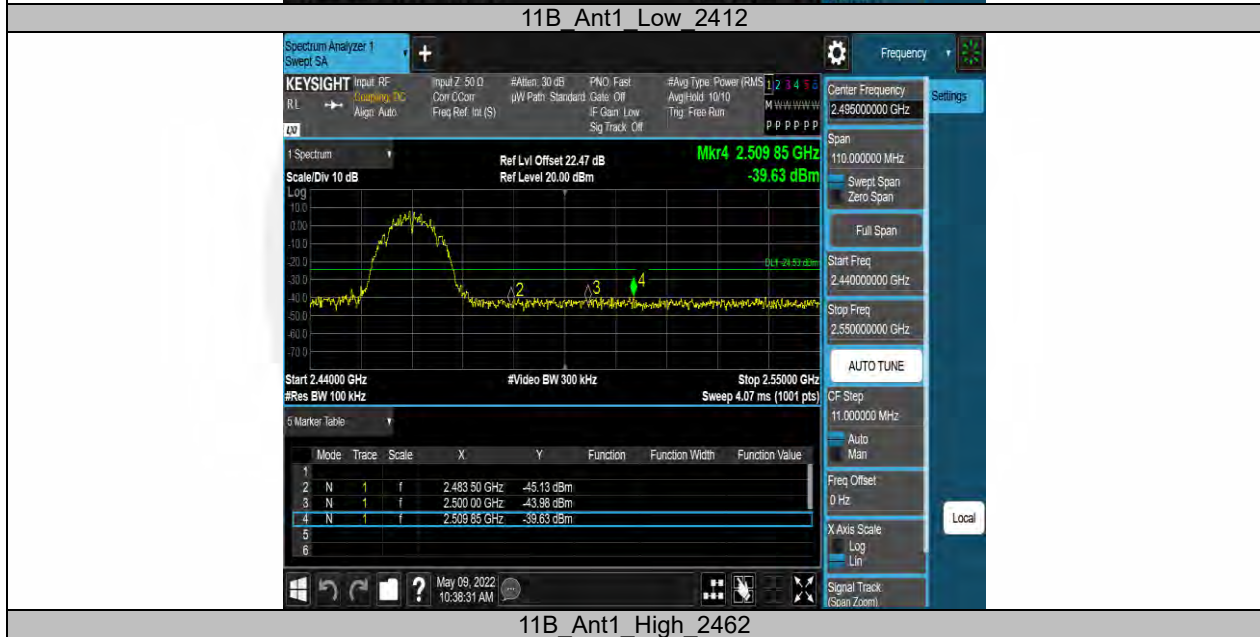 11B_Ant1_Low_2412
Spectrum Analyzer 1
Swept SA
+
Frequency
KEYSIGHT
RL
LXI
Input: RF
Coupling: DC
Align: Auto
Input Z: 50 Ω
Corr CCorr
Freq Ref: Int (S)
#Atten: 30 dB
µW Path: Standard
PNO: Fast
Gate: Off
IF Gain: Low
Sig Track: Off
#Avg Type: Power (RMS
Avg|Hold: 10/10
Trig: Free Run
1 2 3 4 5 6
M W W W W W
P P P P P P
Center Frequency
2.495000000 GHz
Settings
1 Spectrum
Scale/Div 10 dB
Ref Lvl Offset 22.47 dB
Ref Level 20.00 dBm
Mkr4 2.509 85 GHz
-39.63 dBm
Span
110.000000 MHz
Swept Span
Zero Span
Full Span
Start Freq
2.440000000 GHz
Stop Freq
2.550000000 GHz
AUTO TUNE
CF Step
11.000000 MHz
Auto
Man
Freq Offset
0 Hz
X Axis Scale
Log
Lin
Signal Track
(Span Zoom)
Local
Log
10.0
0.00
-10.0
-20.0
-30.0
-40.0
-50.0
-60.0
-70.0
DL1 -24.53 dBm
2
3
4
Start 2.44000 GHz
#Video BW 300 kHz
Stop 2.55000 GHz
#Res BW 100 kHz
Sweep 4.07 ms (1001 pts)
5 Marker Table
Mode Trace Scale X Y Function Function Width Function Value
1
2 N 1 f 2.483 50 GHz -45.13 dBm
3 N 1 f 2.500 00 GHz -43.98 dBm
4 N 1 f 2.509 85 GHz -39.63 dBm
5
6
?
May 09, 2022
10:38:31 AM
11B_Ant1_High_2462